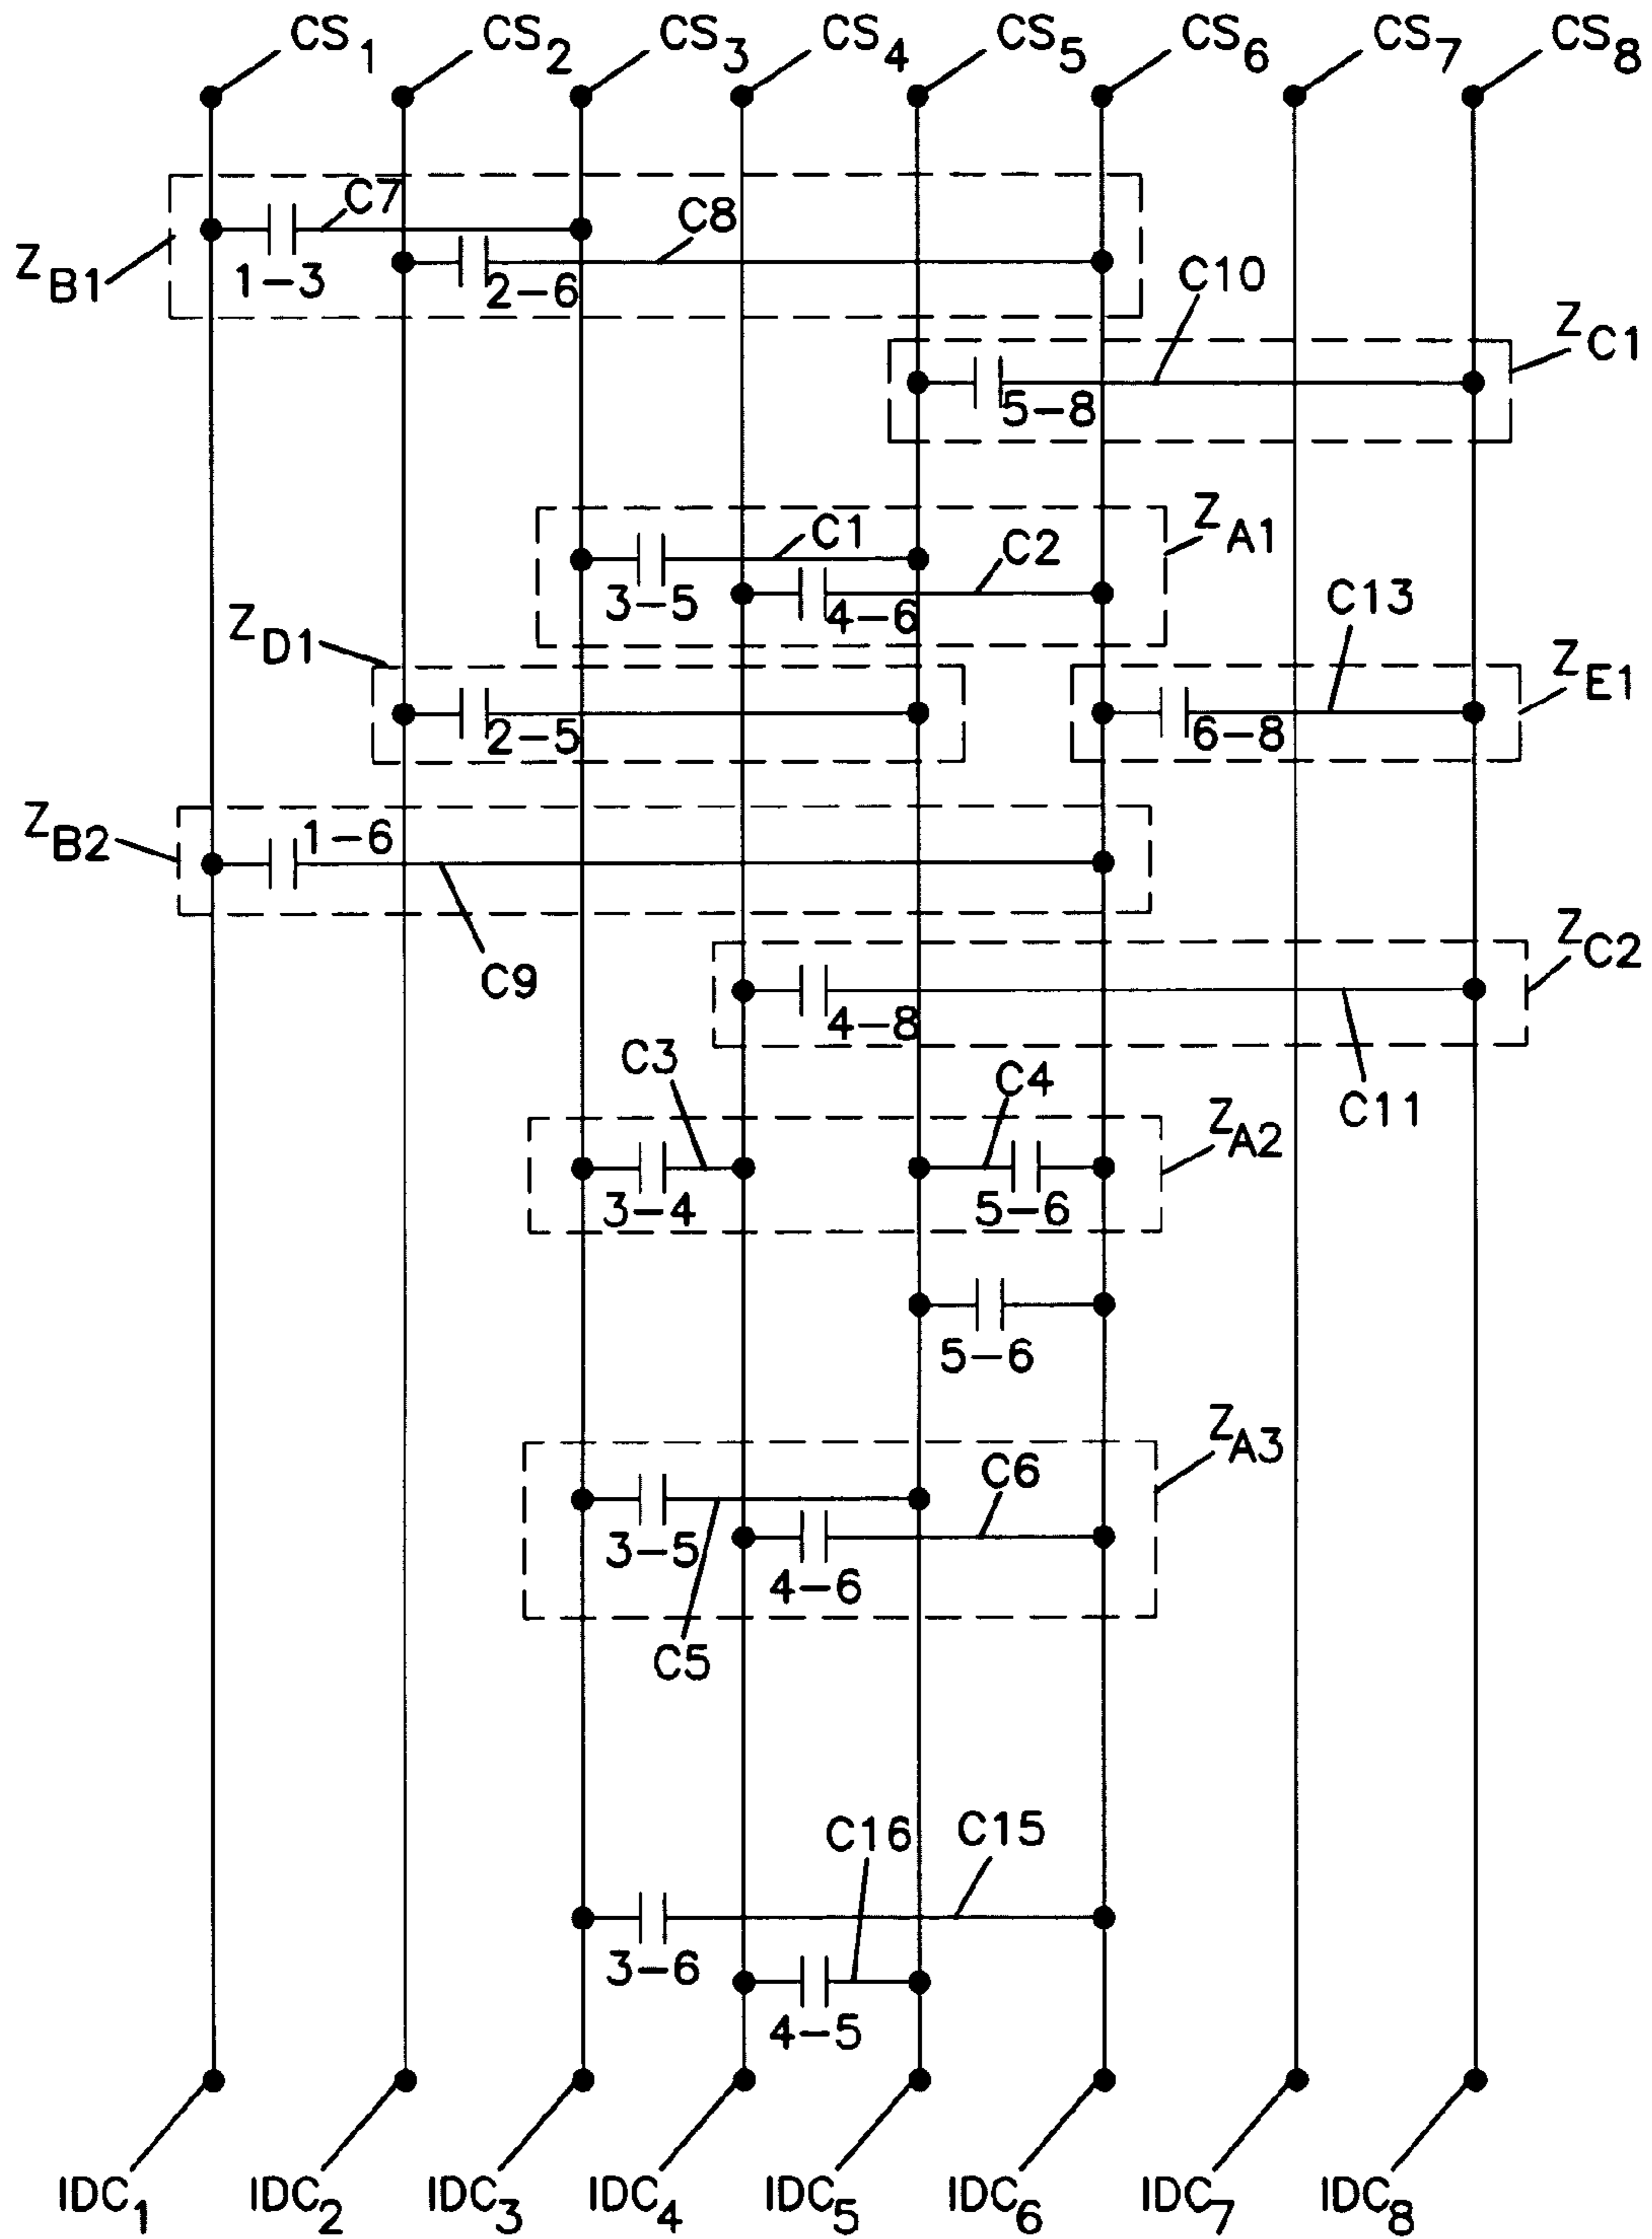 CS1 CS2 CS3 CS4 CS5 CS6 CS7 CS8
C7
C8
ZB1
1-3
2-6
C10
ZC1
5-8
ZA1
C1
C2
3-5
4-6
C13
ZD1
ZE1
2-5
6-8
ZB2
1-6
C9
ZC2
4-8
C3
C4
C11
ZA2
3-4
5-6
5-6
ZA3
C6
3-5
4-6
C5
C16
C15
3-6
4-5
IDC1 IDC2 IDC3 IDC4 IDC5 IDC6 IDC7 IDC8